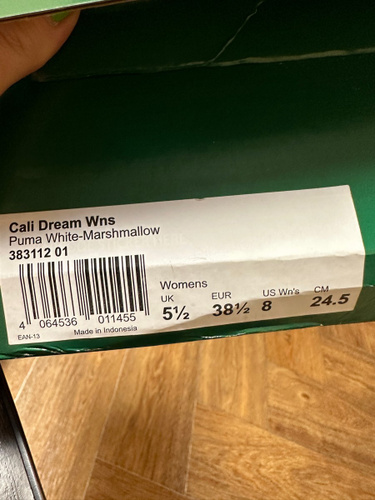 Cali Dream Wns
Puma White-Marshmallow
383112 01
Womens
UK EUR US Wn's CM
5½ 38½ 8 24.5
4 064536 011455
EAN-13 Made in Indonesia